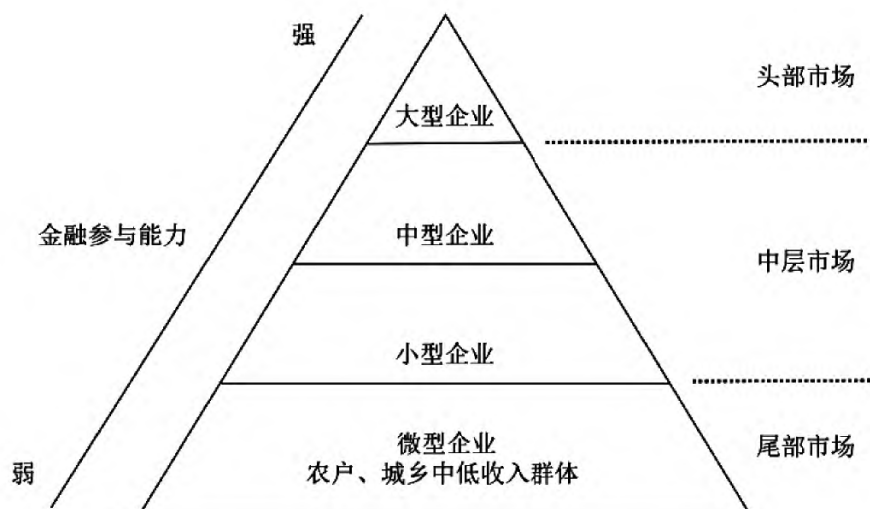 强
头部市场
大型企业
金融参与能力
中型企业
中层市场
小型企业
微型企业
农户、城乡中低收入群体
尾部市场
弱